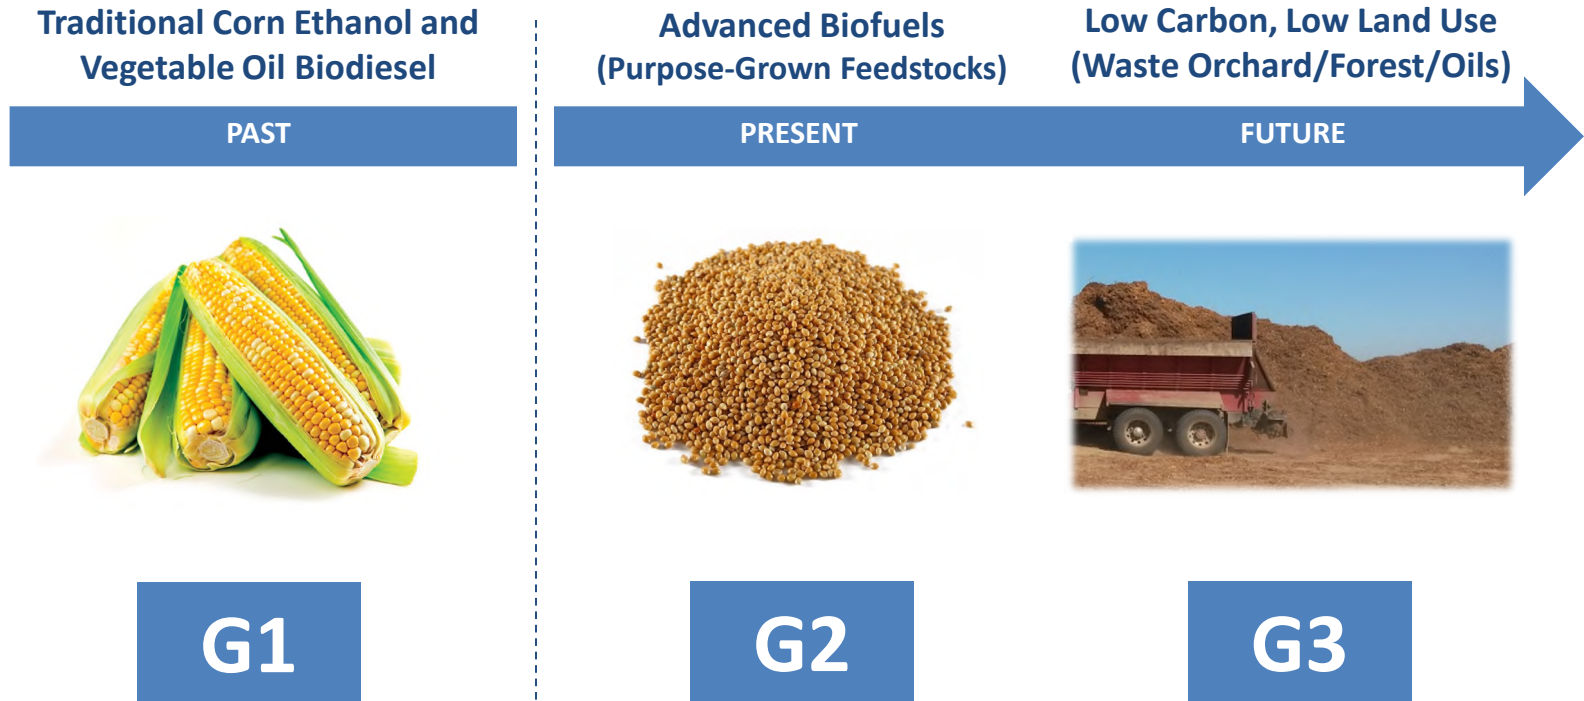 Traditional Corn Ethanol and
Vegetable Oil Biodiesel
Advanced Biofuels
(Purpose-Grown Feedstocks)
Low Carbon, Low Land Use
(Waste Orchard/Forest/Oils)
PAST
PRESENT
FUTURE
G1
G2
G3